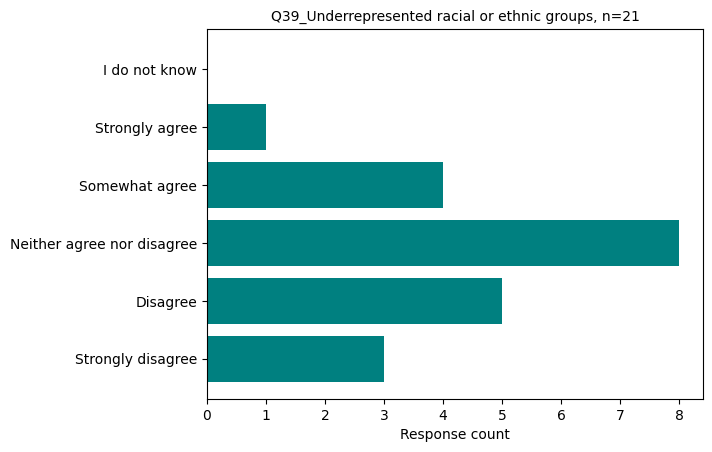 Q39_Underrepresented racial or ethnic groups, n=21
I do not know
Strongly agree
Somewhat agree
Neither agree nor disagree
Disagree
Strongly disagree
0 1 2 3 4 5 6 7 8
Response count